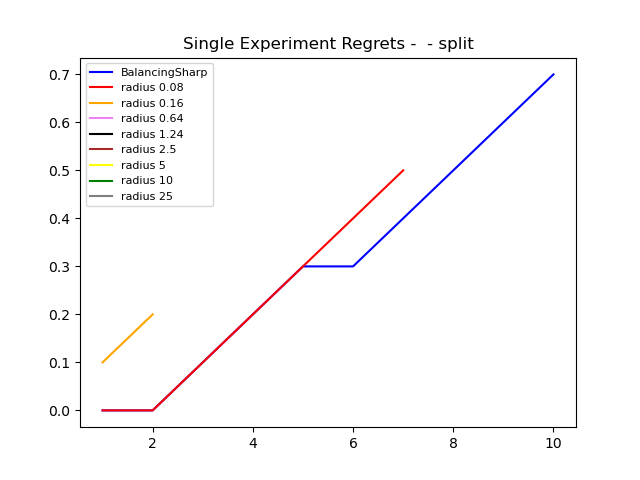 Single Experiment Regrets -  - split
BalancingSharp
radius 0.08
radius 0.16
radius 0.64
radius 1.24
radius 2.5
radius 5
radius 10
radius 25
0.7
0.6
0.5
0.4
0.3
0.2
0.1
0.0
2 4 6 8 10